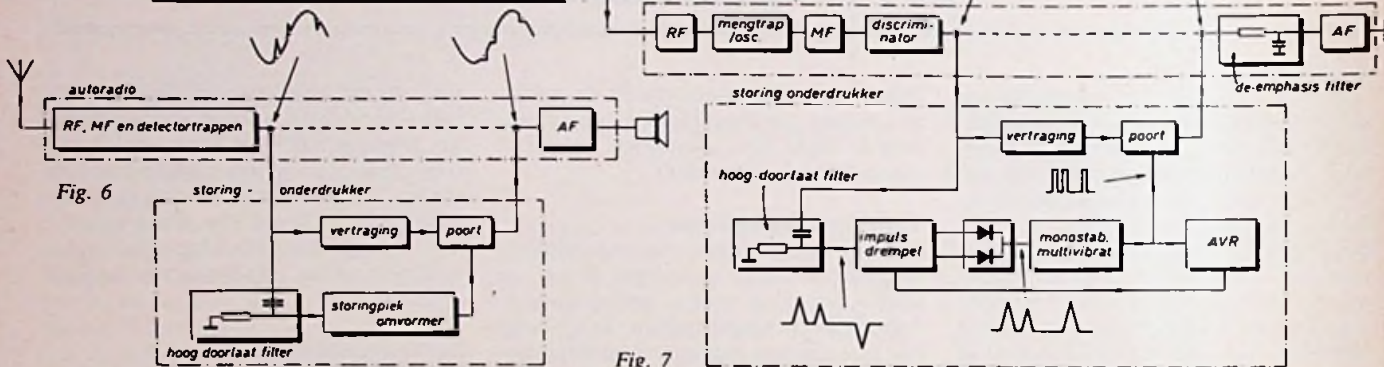 autoradio
RF, MF en detectortrappen
AF
Fig. 6
storing - onderdrukker
vertraging
poort
storingpiek
omvormer
hoog doorlaat filter
RF
mengtrap
/osc.
MF
discrimi-
nator
AF
de-emphasis filter
storing onderdrukker
vertraging
poort
hoog-doorlaat filter
impuls
drempel
monostab.
multivibrat
AVR
Fig. 7